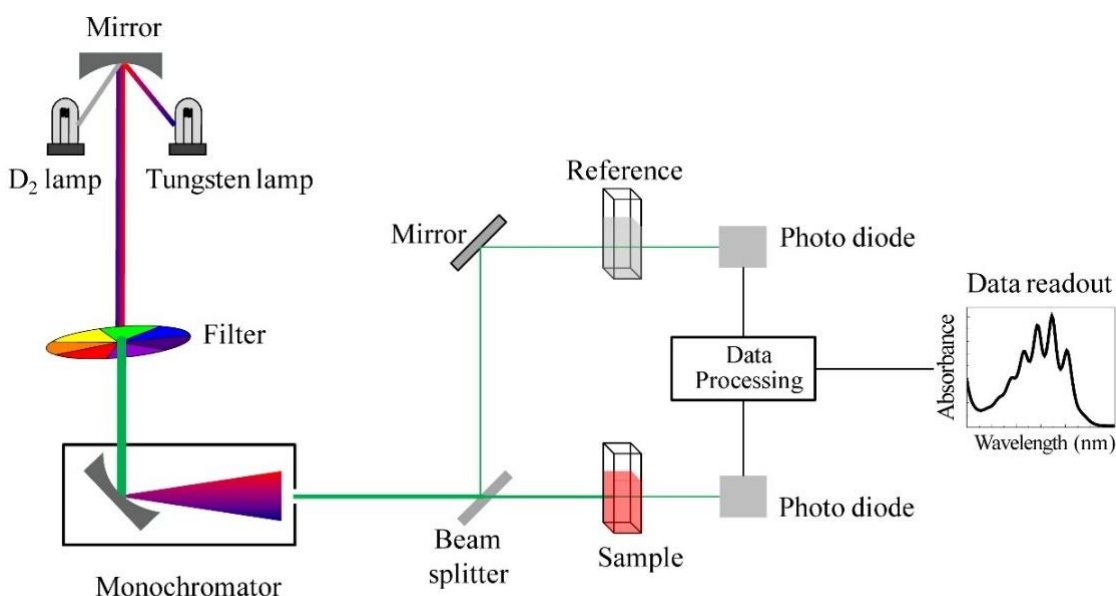 Mirror
D₂ lamp
Tungsten lamp
Filter
Monochromator
Mirror
Beam
splitter
Reference
Sample
Photo diode
Data
Processing
Photo diode
Data readout
Absorbance
Wavelength (nm)